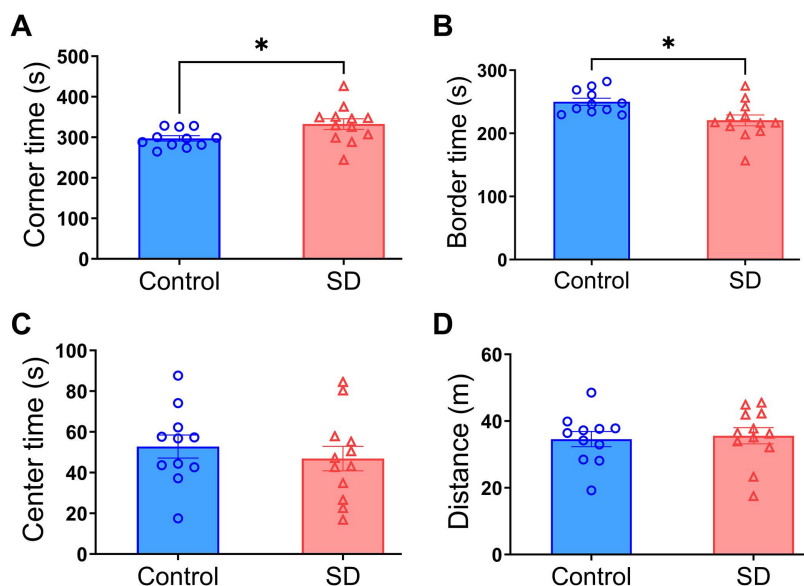 A
Corner time (s)
500
400
300
200
100
0
*
Control
SD
B
Border time (s)
300
200
100
0
*
Control
SD
C
Center time (s)
100
80
60
40
20
0
Control
SD
D
Distance (m)
60
40
20
0
Control
SD